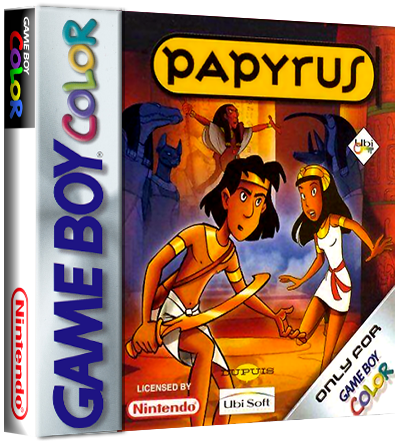 GAME BOY
COLOR
Nintendo
GAME BOY COLOR
PAPYRUS
Ubi
DUPUIS
LICENSED BY
Nintendo
Ubi Soft
ONLY FOR
GAME BOY
COLOR